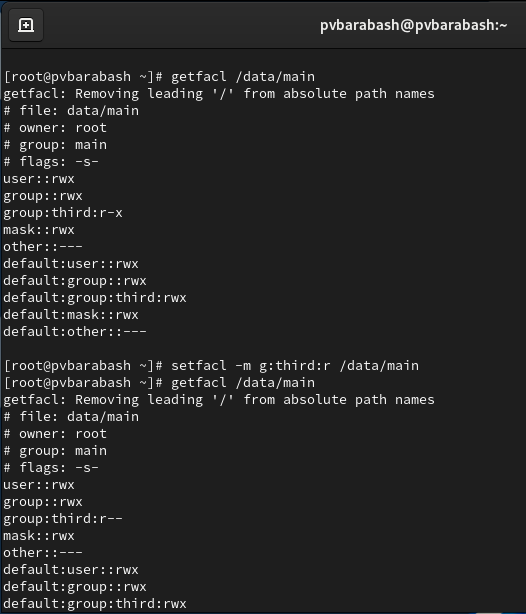 pvbarabash@pvbarabash:~
[root@pvbarabash ~]# getfacl /data/main
getfacl: Removing leading '/' from absolute path names
# file: data/main
# owner: root
# group: main
# flags: -s-
user::rwx
group::rwx
group:third:r-x
mask::rwx
other::---
default:user::rwx
default:group::rwx
default:group:third:rwx
default:mask::rwx
default:other::---
[root@pvbarabash ~]# setfacl -m g:third:r /data/main
[root@pvbarabash ~]# getfacl /data/main
getfacl: Removing leading '/' from absolute path names
# file: data/main
# owner: root
# group: main
# flags: -s-
user::rwx
group::rwx
group:third:r--
mask::rwx
other::---
default:user::rwx
default:group::rwx
default:group:third:rwx